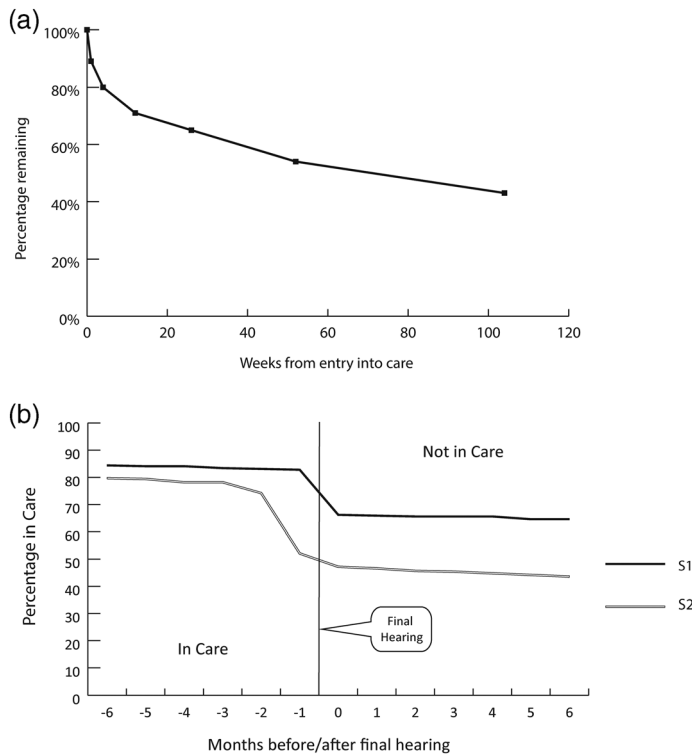 (a)
100%
80%
60%
40%
20%
0%
Percentage remaining
0 20 40 60 80 100 120
Weeks from entry into care
(b)
100
90
80
70
60
50
40
30
20
10
0
Percentage in Care
Not in Care
In Care
Final
Hearing
S1
S2
-6 -5 -4 -3 -2 -1 0 1 2 3 4 5 6
Months before/after final hearing